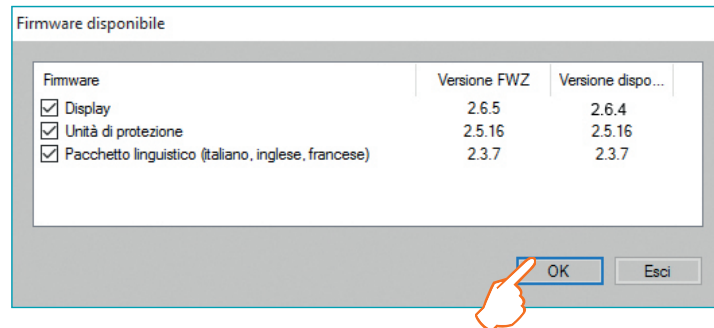 Firmware disponibile
Firmware Versione FWZ Versione dispo...
Display 2.6.5 2.6.4
Unità di protezione 2.5.16 2.5.16
Pacchetto linguistico (italiano, inglese, francese) 2.3.7 2.3.7
OK Esci